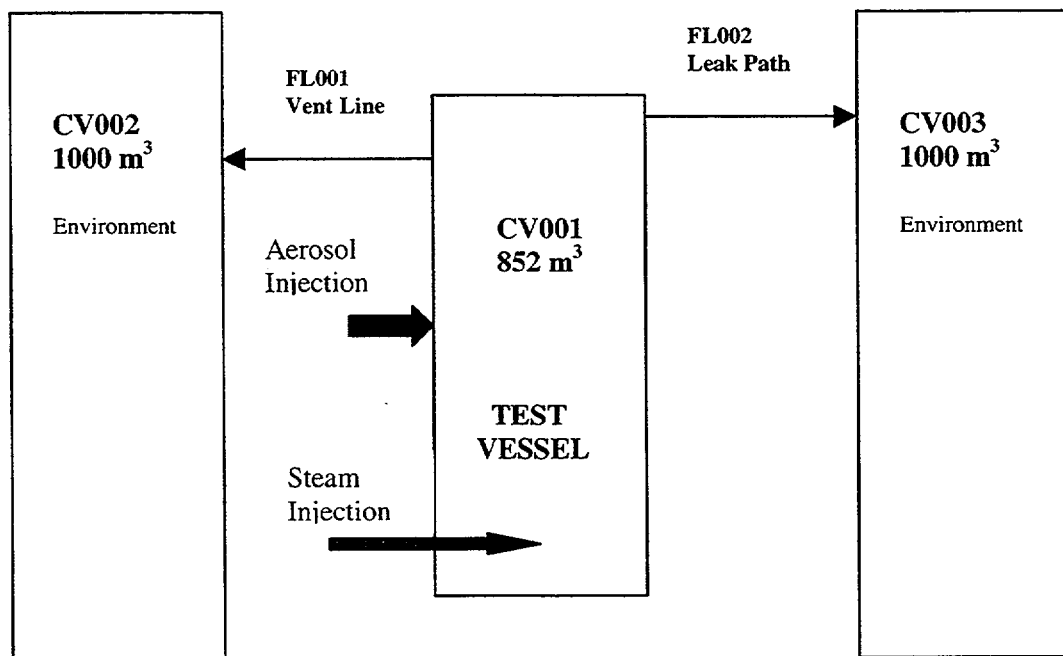 FL002
Leak Path
FL001
Vent Line
CV002
1000 m³
Environment
CV003
1000 m³
Environment
CV001
852 m³
Aerosol
Injection
TEST
VESSEL
Steam
Injection